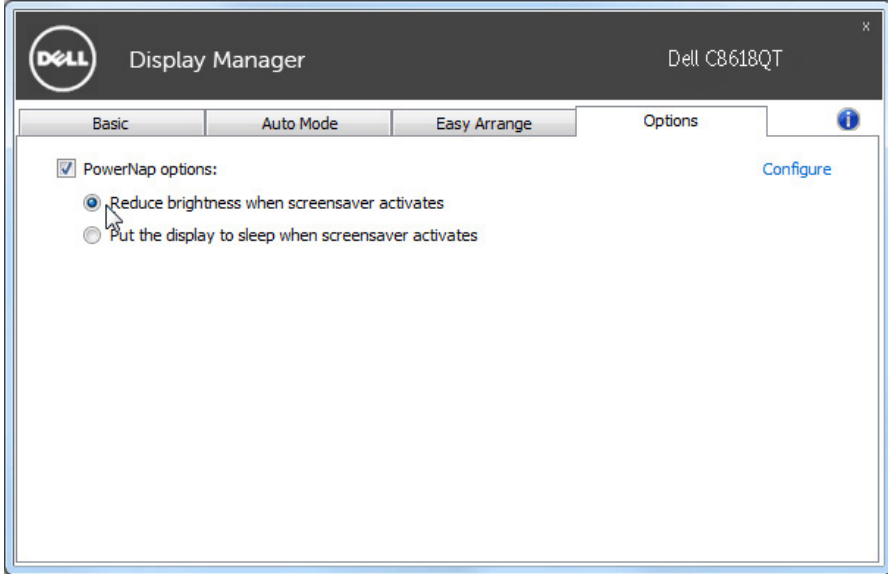 x
DELL Display Manager Dell C8618QT
Basic Auto Mode Easy Arrange Options i
PowerNap options: Configure
Reduce brightness when screensaver activates
Put the display to sleep when screensaver activates